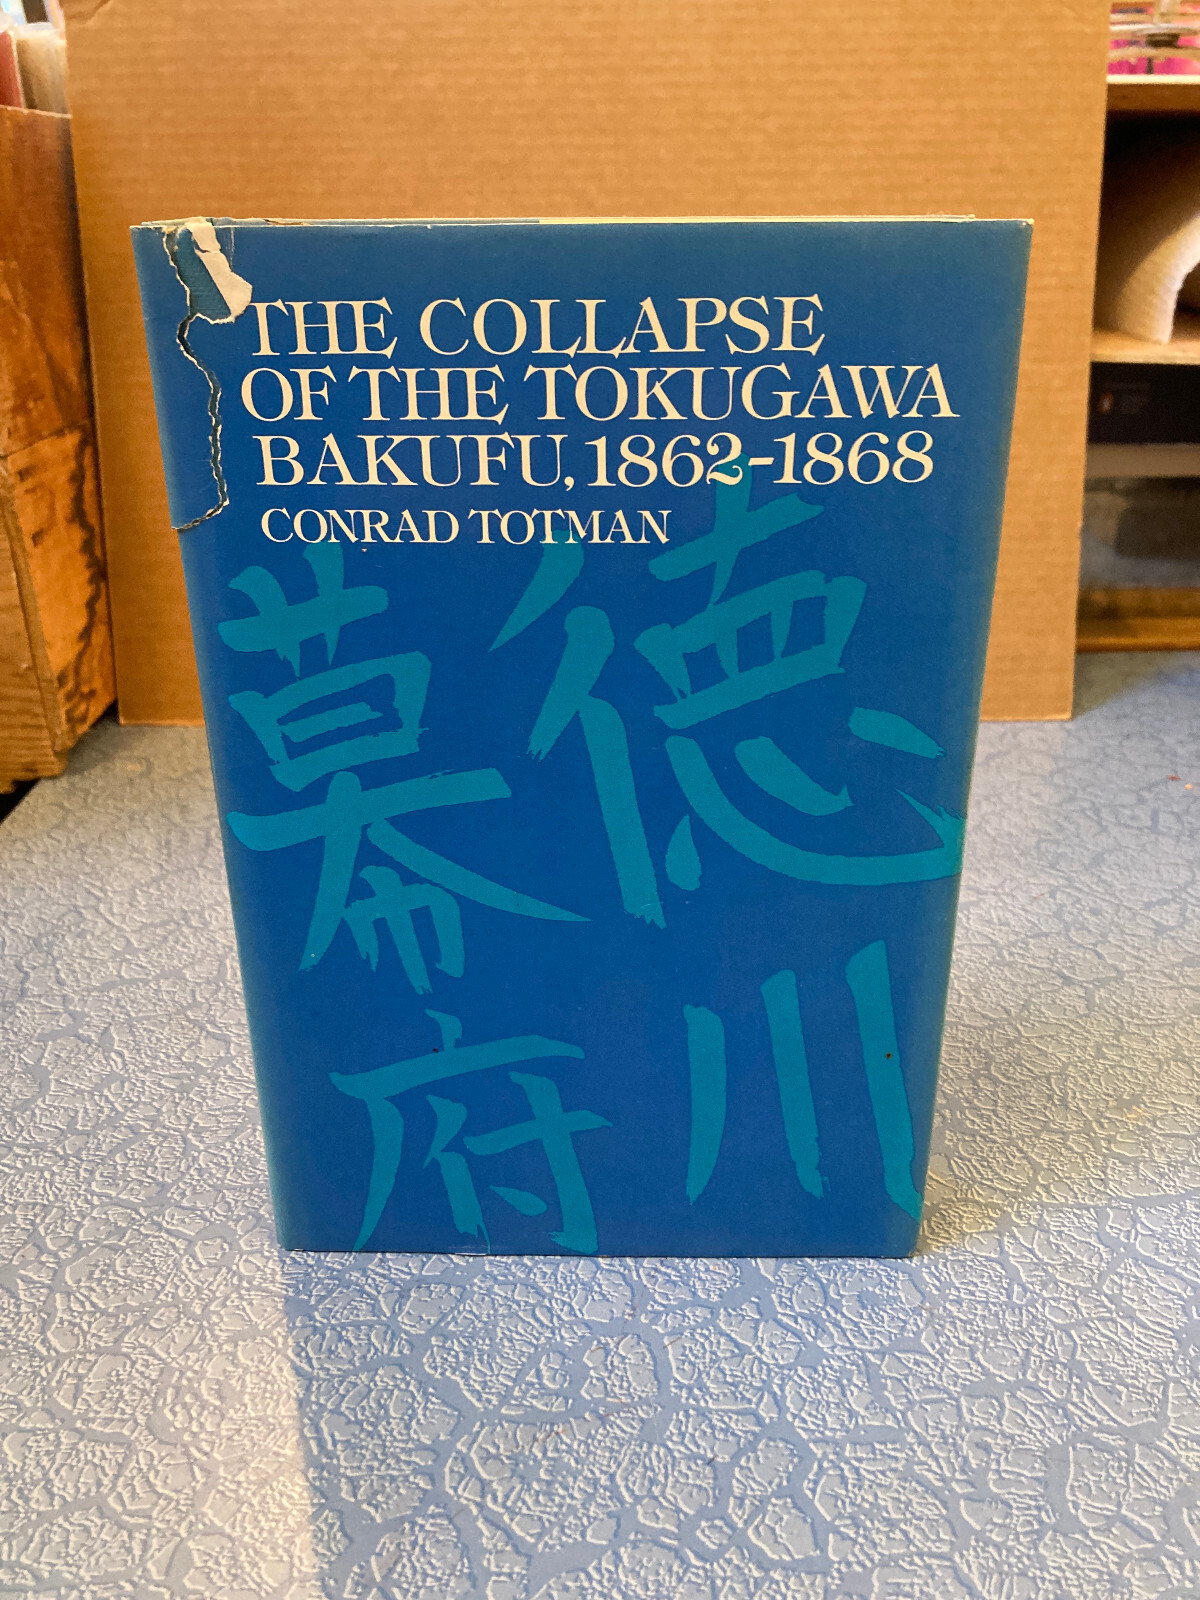 THE COLLAPSE
OF THE TOKUGAWA
BAKUFU, 1862-1868
CONRAD TOTMAN
徳川
幕府